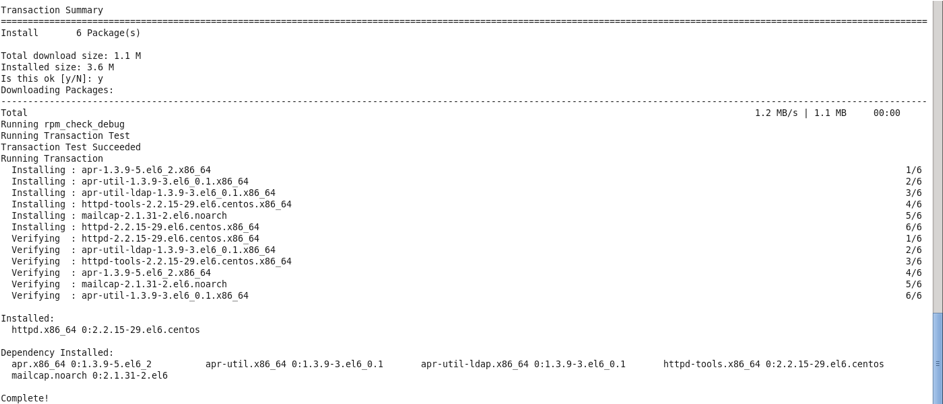 Transaction Summary
================================================================================================================================================================
Install       6 Package(s)

Total download size: 1.1 M
Installed size: 3.6 M
Is this ok [y/N]: y
Downloading Packages:
----------------------------------------------------------------------------------------------------------------------------------------------------------------
Total                                                                                                    1.2 MB/s | 1.1 MB     00:00
Running rpm_check_debug
Running Transaction Test
Transaction Test Succeeded
Running Transaction
  Installing : apr-1.3.9-5.el6_2.x86_64                                                                                          1/6
  Installing : apr-util-1.3.9-3.el6_0.1.x86_64                                                                                   2/6
  Installing : apr-util-ldap-1.3.9-3.el6_0.1.x86_64                                                                              3/6
  Installing : httpd-tools-2.2.15-29.el6.centos.x86_64                                                                           4/6
  Installing : mailcap-2.1.31-2.el6.noarch                                                                                       5/6
  Installing : httpd-2.2.15-29.el6.centos.x86_64                                                                                 6/6
  Verifying  : httpd-2.2.15-29.el6.centos.x86_64                                                                                 1/6
  Verifying  : apr-util-ldap-1.3.9-3.el6_0.1.x86_64                                                                              2/6
  Verifying  : httpd-tools-2.2.15-29.el6.centos.x86_64                                                                           3/6
  Verifying  : apr-1.3.9-5.el6_2.x86_64                                                                                          4/6
  Verifying  : mailcap-2.1.31-2.el6.noarch                                                                                       5/6
  Verifying  : apr-util-1.3.9-3.el6_0.1.x86_64                                                                                   6/6

Installed:
  httpd.x86_64 0:2.2.15-29.el6.centos

Dependency Installed:
  apr.x86_64 0:1.3.9-5.el6_2          apr-util.x86_64 0:1.3.9-3.el6_0.1       apr-util-ldap.x86_64 0:1.3.9-3.el6_0.1       httpd-tools.x86_64 0:2.2.15-29.el6.centos
  mailcap.noarch 0:2.1.31-2.el6

Complete!